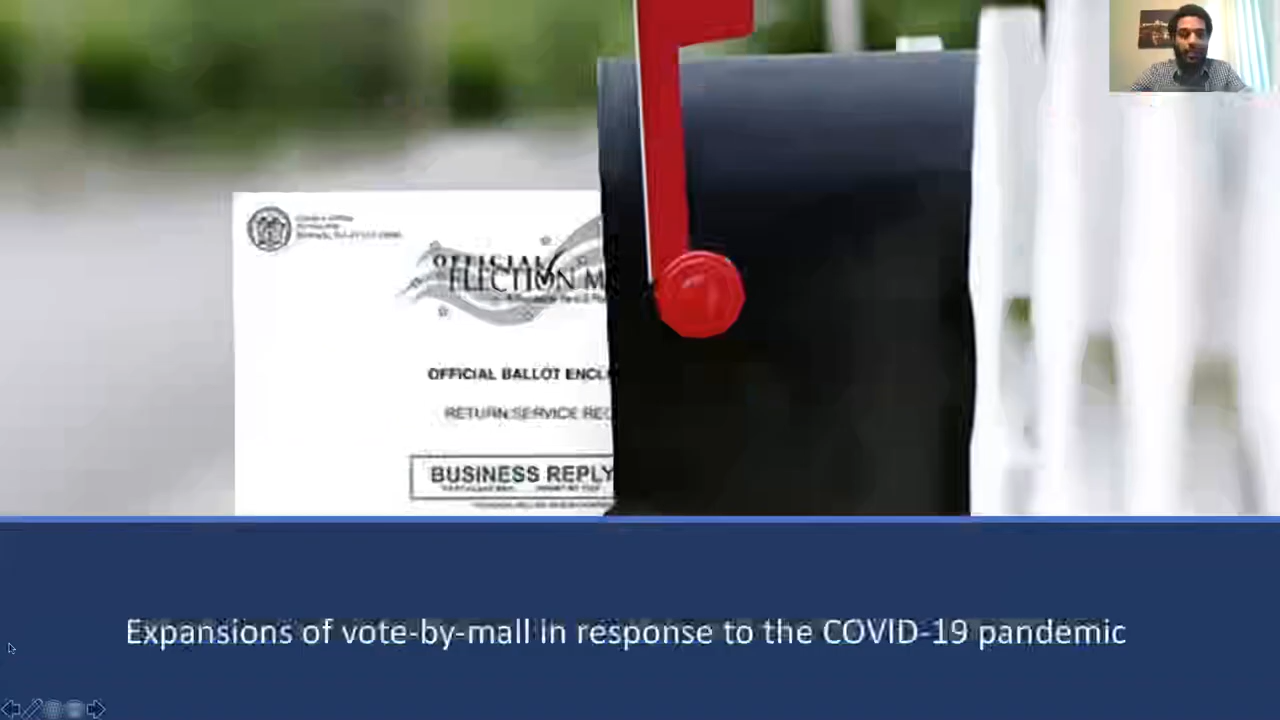 OFFICIAL
ELECTION M
OFFICIAL BALLOT ENCL
RETURN SERVICE REC
BUSINESS REPLY
Expansions of vote-by-mail in response to the COVID-19 pandemic